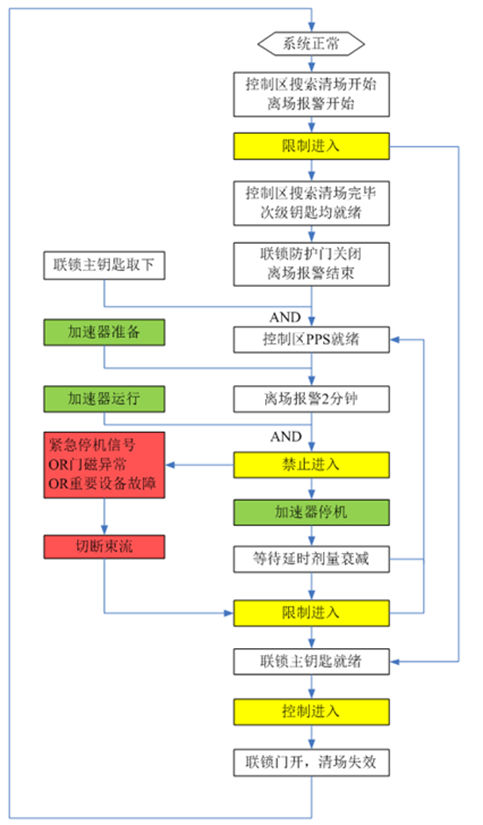 系统正常
控制区搜索清场开始
离场报警开始
限制进入
控制区搜索清场完毕
次级钥匙均就绪
联锁防护门关闭
离场报警结束
联锁主钥匙取下
AND
控制区PPS就绪
加速器准备
离场报警2分钟
加速器运行
AND
禁止进入
紧急停机信号
OR门磁异常
OR重要设备故障
加速器停机
切断束流
等待延时剂量衰减
限制进入
联锁主钥匙就绪
控制进入
联锁门开，清场失效